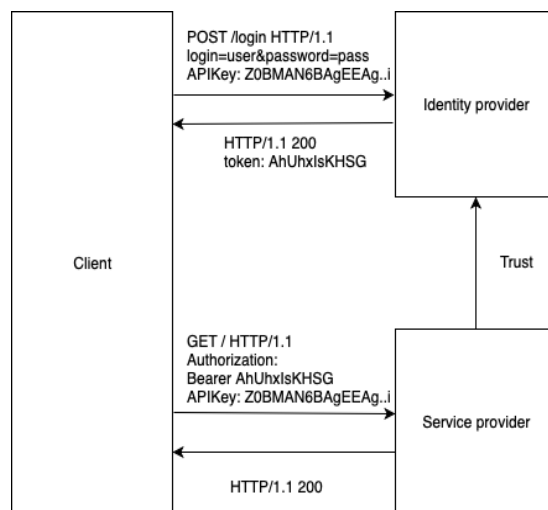 POST /login HTTP/1.1
login=user&password=pass
APIKey: Z0BMAN6BAgEEAg..i
Identity provider
HTTP/1.1 200
token: AhUhxIsKHSG
Client
Trust
GET / HTTP/1.1
Authorization:
Bearer AhUhxIsKHSG
APIKey: Z0BMAN6BAgEEAg..i
Service provider
HTTP/1.1 200